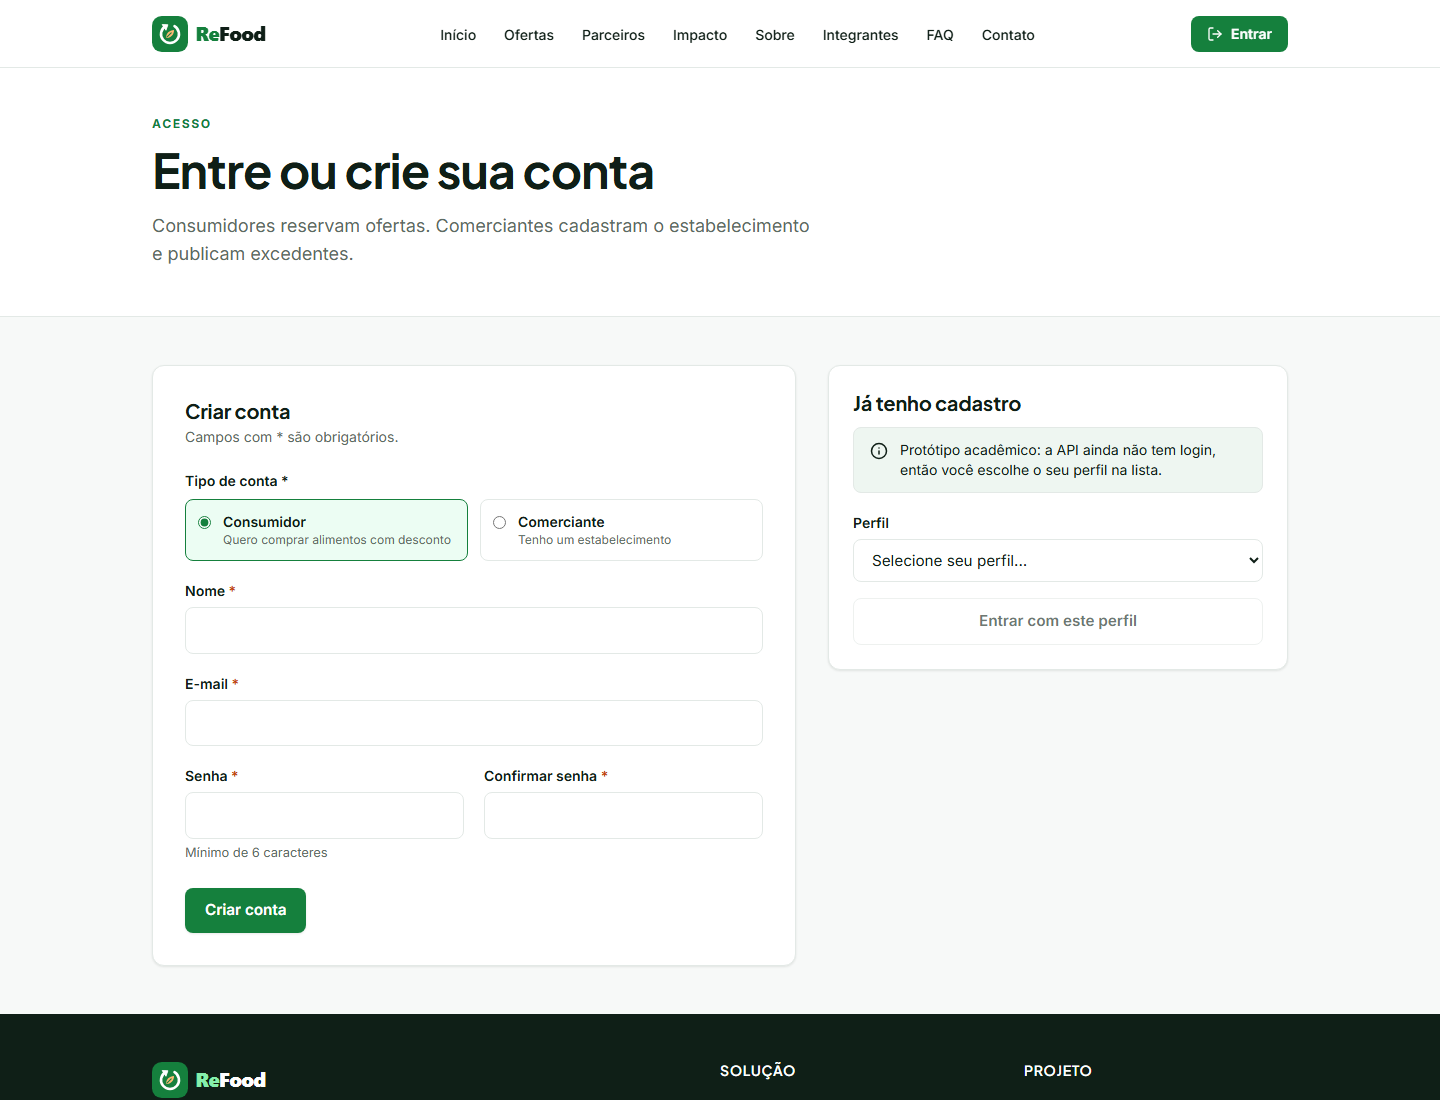 ReFood
Início
Ofertas
Parceiros
Impacto
Sobre
Integrantes
FAQ
Contato
Entrar
ACESSO
Entre ou crie sua conta
Consumidores reservam ofertas. Comerciantes cadastram o estabelecimento
e publicam excedentes.
Criar conta
Campos com * são obrigatórios.
Tipo de conta *
Consumidor
Quero comprar alimentos com desconto
Comerciante
Tenho um estabelecimento
Nome *
E-mail *
Senha *
Confirmar senha *
Mínimo de 6 caracteres
Criar conta
Já tenho cadastro
Protótipo acadêmico: a API ainda não tem login,
então você escolhe o seu perfil na lista.
Perfil
Selecione seu perfil...
Entrar com este perfil
ReFood
SOLUÇÃO
PROJETO